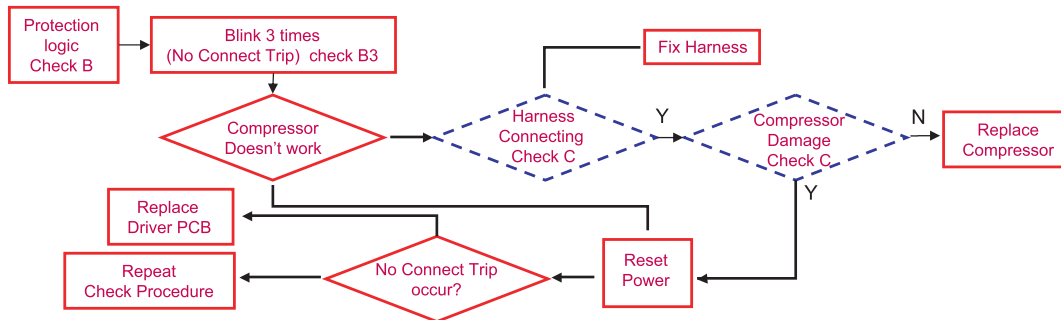 Protection
logic
Check B
Blink 3 times
(No Connect Trip) check B3
Fix Harness
Compressor
Doesn't work
Harness
Connecting
Check C
Y
Compressor
Damage
Check C
N
Replace
Compressor
Y
Replace
Driver PCB
No Connect Trip
occur?
Reset
Power
Repeat
Check Procedure